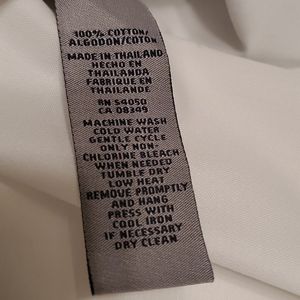 100% COTTON/
ALGODON/COTON
MADE IN THAILAND
HECHO EN
THAILANDA
FABRIQUE EN
THAILANDE
RN 54050
CA 08349
MACHINE WASH
COLD WATER
GENTLE CYCLE
ONLY NON-
CHLORINE BLEACH
WHEN NEEDED
TUMBLE DRY
LOW HEAT
REMOVE PROMPTLY
AND HANG
PRESS WITH
COOL IRON
IF NECESSARY
DRY CLEAN